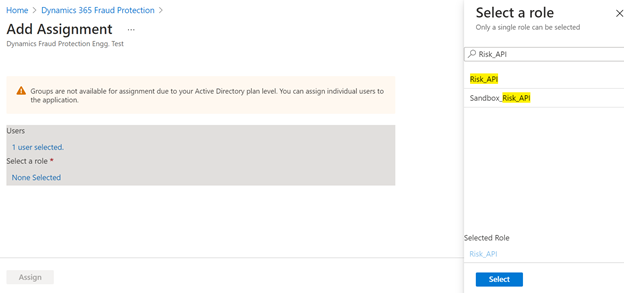 Home > Dynamics 365 Fraud Protection >
Add Assignment ...
Dynamics Fraud Protection Engg. Test
Groups are not available for assignment due to your Active Directory plan level. You can assign individual users to
the application.
Users
1 user selected.
Select a role *
None Selected
Assign
Select a role
Only a single role can be selected
Risk_API
Risk_API
Sandbox_Risk_API
Selected Role
Risk_API
Select